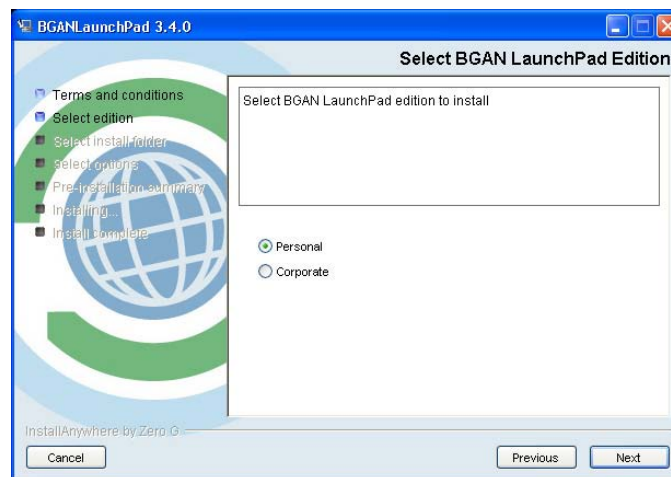 BGANLaunchPad 3.4.0
Select BGAN LaunchPad Edition
Terms and conditions
Select edition
Select install folder
Select options
Pre-installation summary
Installing...
Install complete
Select BGAN LaunchPad edition to install
Personal
Corporate
InstallAnywhere by Zero G
Cancel
Previous
Next